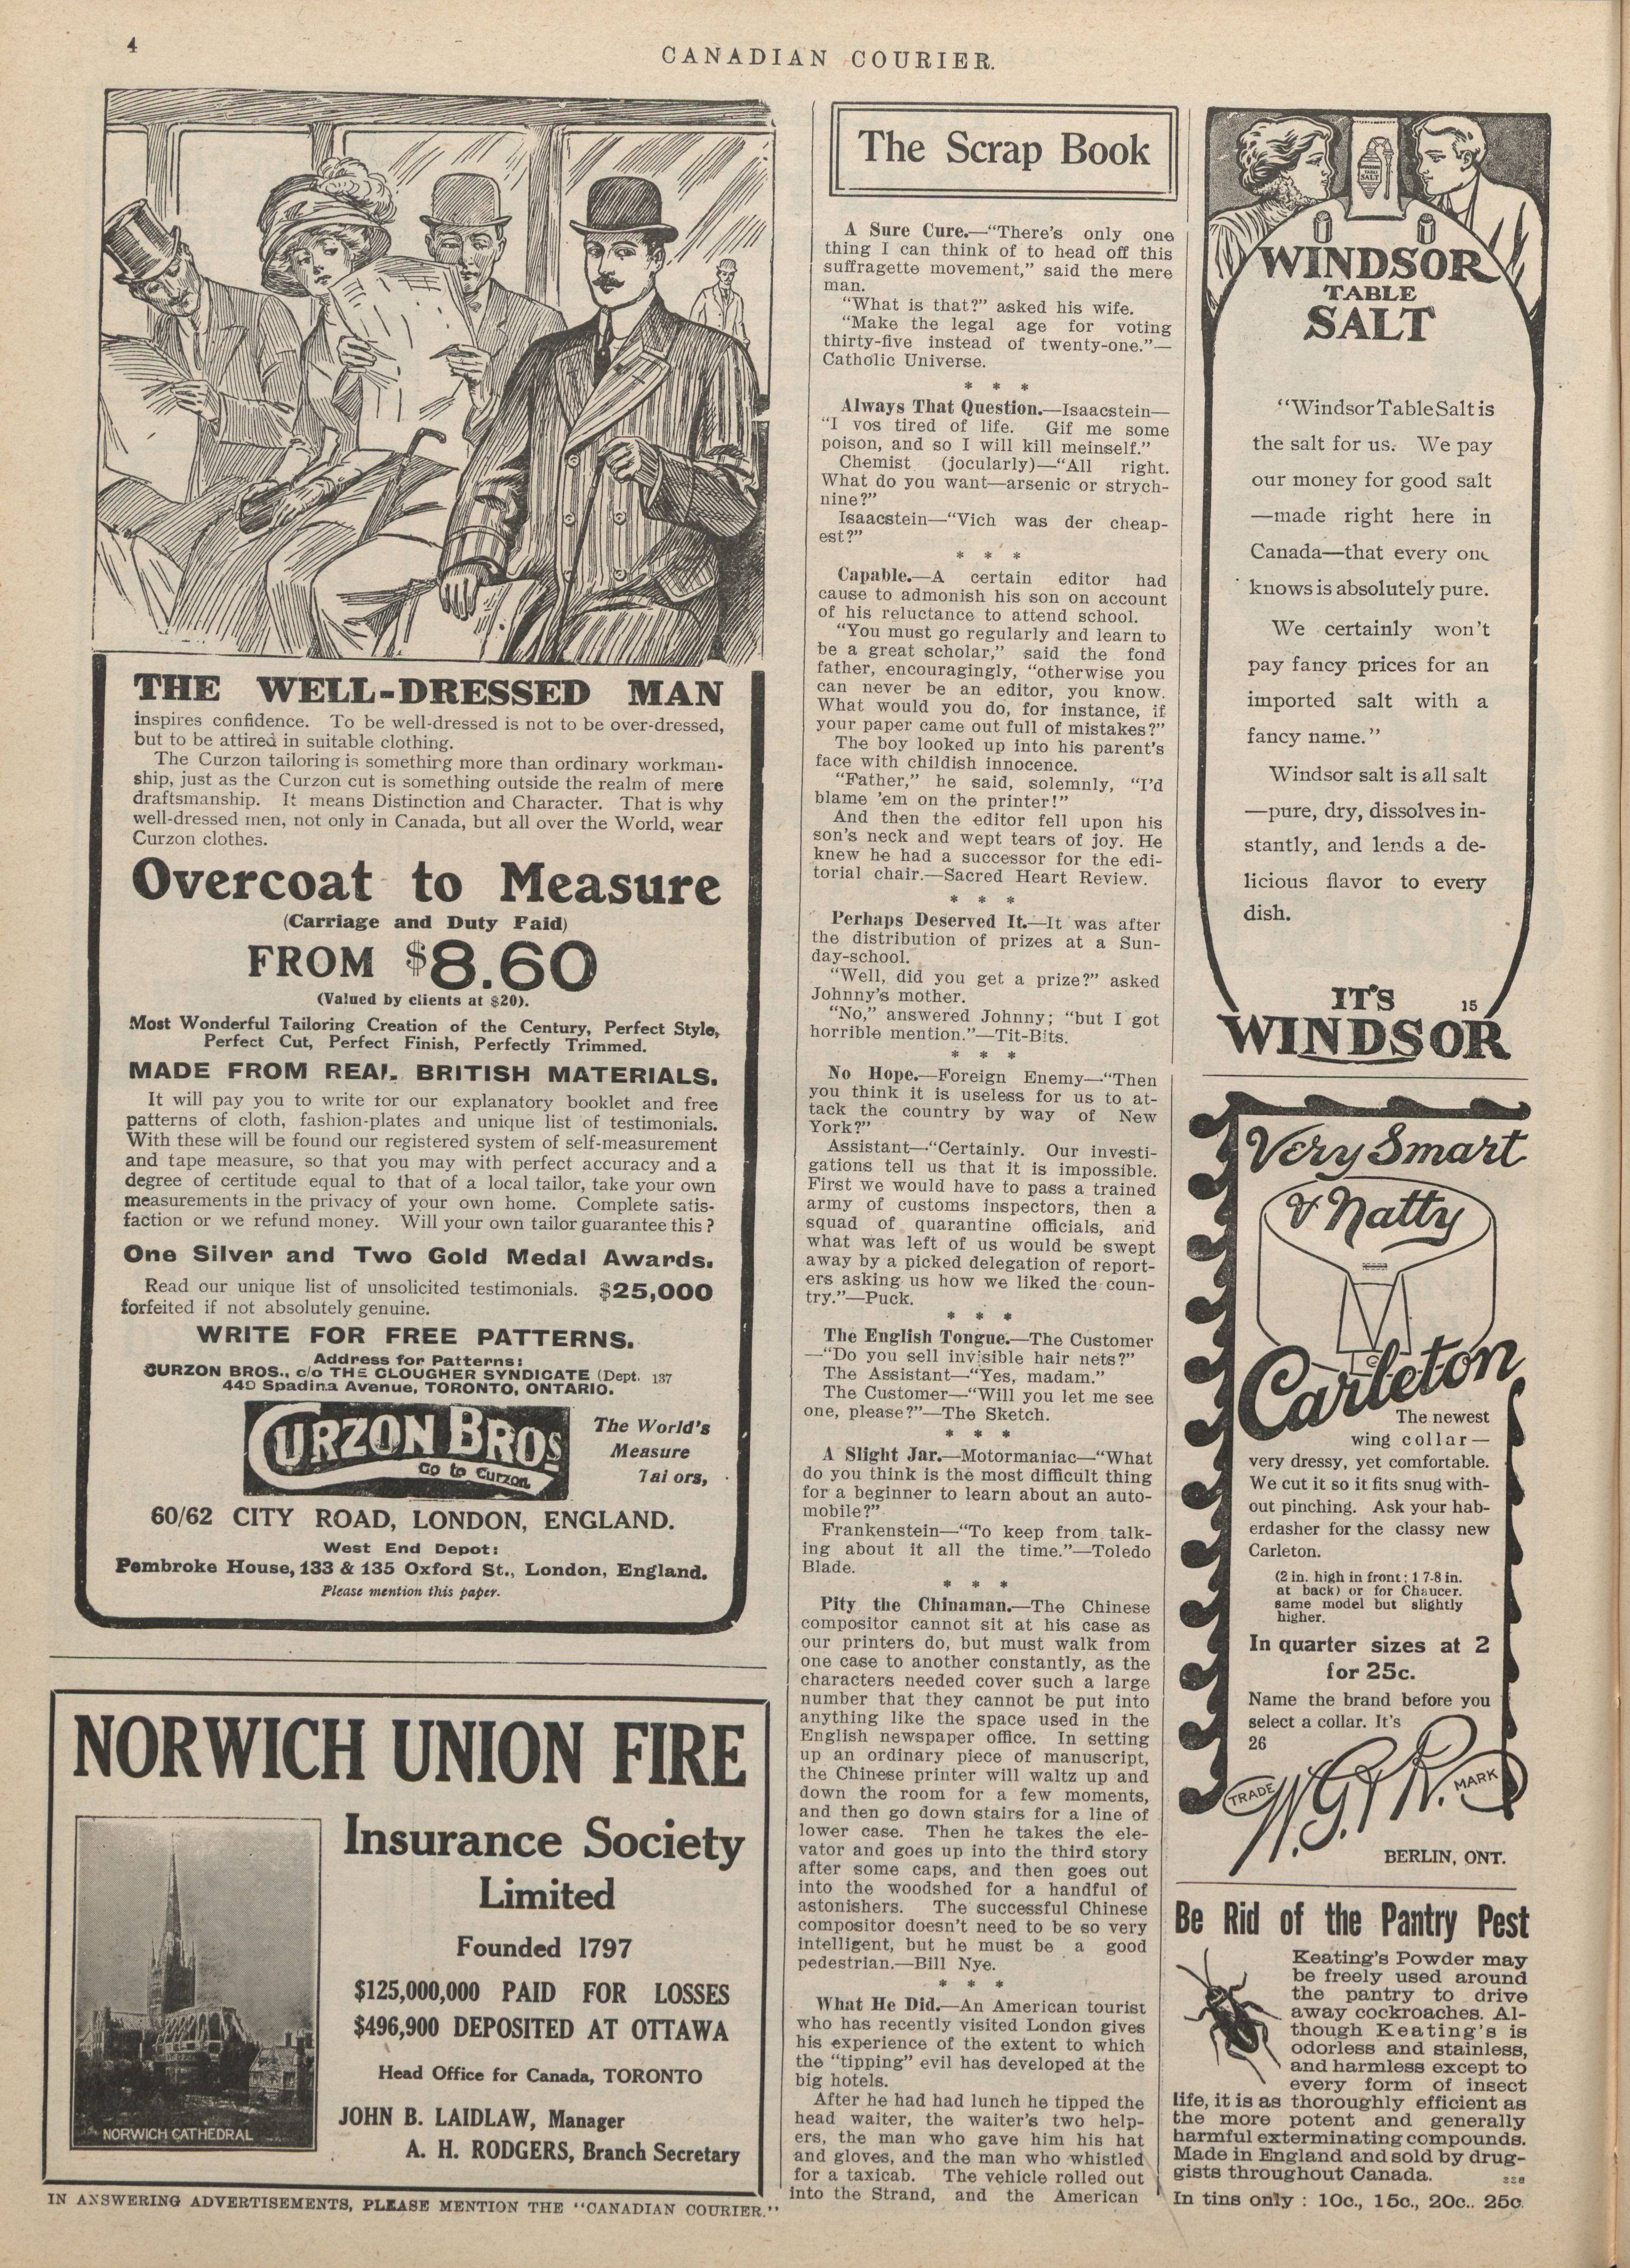 4
CANADIAN COURIER.
THE WELL-DRESSED MAN
inspires confidence. To be well-dressed is not to be over-dressed,
but to be attired in suitable clothing.
The Curzon tailoring is something more than ordinary workman-
ship, just as the Curzon cut is something outside the realm of mere
draftsmanship. It means Distinction and Character. That is why
well-dressed men, not only in Canada, but all over the World, wear
Curzon clothes.
Overcoat to Measure
(Carriage and Duty Paid)
FROM $8.60
(Valued by clients at $20).
Most Wonderful Tailoring Creation of the Century, Perfect Style,
Perfect Cut, Perfect Finish, Perfectly Trimmed.
MADE FROM REAL BRITISH MATERIALS.
It will pay you to write for our explanatory booklet and free
patterns of cloth, fashion-plates and unique list of testimonials.
With these will be found our registered system of self-measurement
and tape measure, so that you may with perfect accuracy and a
degree of certitude equal to that of a local tailor, take your own
measurements in the privacy of your own home. Complete satis-
faction or we refund money. Will your own tailor guarantee this?
One Silver and Two Gold Medal Awards.
Read our unique list of unsolicited testimonials. $25,000
forfeited if not absolutely genuine.
WRITE FOR FREE PATTERNS.
Address for Patterns:
CURZON BROS., c/o THE CLOUGHER SYNDICATE (Dept. 137
449 Spadina Avenue, TORONTO, ONTARIO.
CURZON BROS
Go to Curzon.
The World's
Measure
Tailors,
60/62 CITY ROAD, LONDON, ENGLAND.
West End Depot:
Pembroke House, 133 & 135 Oxford St., London, England.
Please mention this paper.
NORWICH UNION FIRE
Insurance Society
Limited
Founded 1797
$125,000,000 PAID FOR LOSSES
$496,900 DEPOSITED AT OTTAWA
Head Office for Canada, TORONTO
JOHN B. LAIDLAW, Manager
A. H. RODGERS, Branch Secretary
NORWICH CATHEDRAL
IN ANSWERING ADVERTISEMENTS, PLEASE MENTION THE "CANADIAN COURIER."
The Scrap Book
A Sure Cure.—"There's only one
thing I can think of to head off this
suffragette movement," said the mere
man.
"What is that?" asked his wife.
"Make the legal age for voting
thirty-five instead of twenty-one."—
Catholic Universe.
* * *
Always That Question.—Isaacstein—
"I vos tired of life. Gif me some
poison, and so I will kill meinself."
Chemist (jocularly)—"All right.
What do you want—arsenic or strych-
nine?"
Isaacstein—"Vich was der cheap-
est?"
* * *
Capable.—A certain editor had
cause to admonish his son on account
of his reluctance to attend school.
"You must go regularly and learn to
be a great scholar," said the fond
father, encouragingly, "otherwise you
can never be an editor, you know.
What would you do, for instance, if
your paper came out full of mistakes?"
The boy looked up into his parent's
face with childish innocence.
"Father," he said, solemnly, "I'd
blame 'em on the printer!"
And then the editor fell upon his
son's neck and wept tears of joy. He
knew he had a successor for the edi-
torial chair.—Sacred Heart Review.
* * *
Perhaps Deserved It.—It was after
the distribution of prizes at a Sun-
day-school.
"Well, did you get a prize?" asked
Johnny's mother.
"No," answered Johnny; "but I got
horrible mention."—Tit-Bits.
* * *
No Hope.—Foreign Enemy—"Then
you think it is useless for us to at-
tack the country by way of New
York?"
Assistant—"Certainly. Our investi-
gations tell us that it is impossible.
First we would have to pass a trained
army of customs inspectors, then a
squad of quarantine officials, and
what was left of us would be swept
away by a picked delegation of report-
ers asking us how we liked the coun-
try."—Puck.
* * *
The English Tongue.—The Customer
—"Do you sell invisible hair nets?"
The Assistant—"Yes, madam."
The Customer—"Will you let me see
one, please?"—The Sketch.
* * *
A Slight Jar.—Motormaniac—"What
do you think is the most difficult thing
for a beginner to learn about an auto-
mobile?"
Frankenstein—"To keep from talk-
ing about it all the time."—Toledo
Blade.
* * *
Pity the Chinaman.—The Chinese
compositor cannot sit at his case as
our printers do, but must walk from
one case to another constantly, as the
characters needed cover such a large
number that they cannot be put into
anything like the space used in the
English newspaper office. In setting
up an ordinary piece of manuscript,
the Chinese printer will waltz up and
down the room for a few moments,
and then go down stairs for a line of
lower case. Then he takes the ele-
vator and goes up into the third story
after some caps, and then goes out
into the woodshed for a handful of
astonishers. The successful Chinese
compositor doesn't need to be so very
intelligent, but he must be a good
pedestrian.—Bill Nye.
* * *
What He Did.—An American tourist
who has recently visited London gives
his experience of the extent to which
the "tipping" evil has developed at the
big hotels.
After he had had lunch he tipped the
head waiter, the waiter's two help-
ers, the man who gave him his hat
and gloves, and the man who whistled
for a taxicab. The vehicle rolled out
into the Strand, and the American
WINDSOR
TABLE
SALT
"Windsor Table Salt is
the salt for us. We pay
our money for good salt
—made right here in
Canada—that every one
knows is absolutely pure.
We certainly won't
pay fancy prices for an
imported salt with a
fancy name."
Windsor salt is all salt
—pure, dry, dissolves in-
stantly, and lends a de-
licious flavor to every
dish.
IT'S 15
WINDSOR
Very Smart
& Natty
Carleton
The newest
wing collar—
very dressy, yet comfortable.
We cut it so it fits snug with-
out pinching. Ask your hab-
erdasher for the classy new
Carleton.
(2 in. high in front: 1 7-8 in.
at back) or for Chaucer.
same model but slightly
higher.
In quarter sizes at 2
for 25c.
Name the brand before you
select a collar. It's
26
TRADE W. G. & R. MARK
BERLIN, ONT.
Be Rid of the Pantry Pest
Keating's Powder may
be freely used around
the pantry to drive
away cockroaches. Al-
though Keating's is
odorless and stainless,
and harmless except to
every form of insect
life, it is as thoroughly efficient as
the more potent and generally
harmful exterminating compounds.
Made in England and sold by drug-
gists throughout Canada.
In tins only: 10c., 15c., 20c.. 25c.